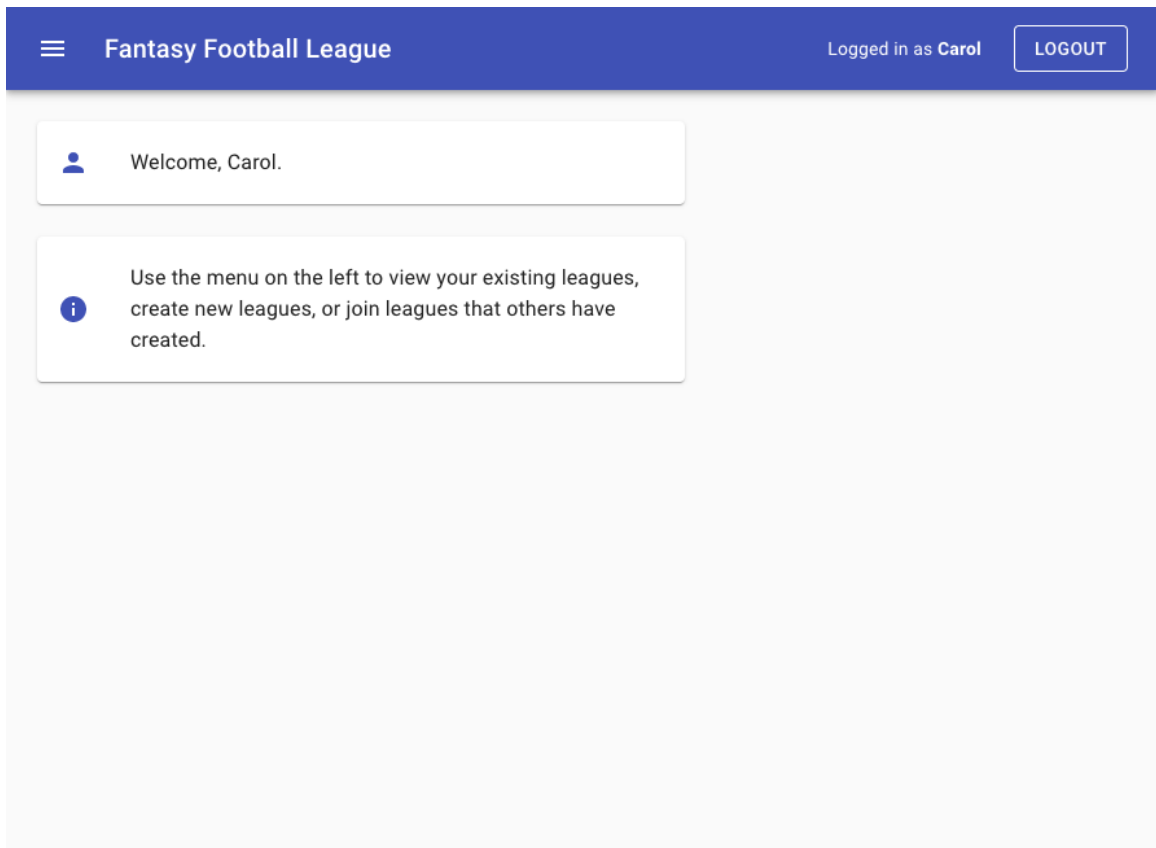 Fantasy Football League
Logged in as Carol
LOGOUT
Welcome, Carol.
Use the menu on the left to view your existing leagues,
create new leagues, or join leagues that others have
created.